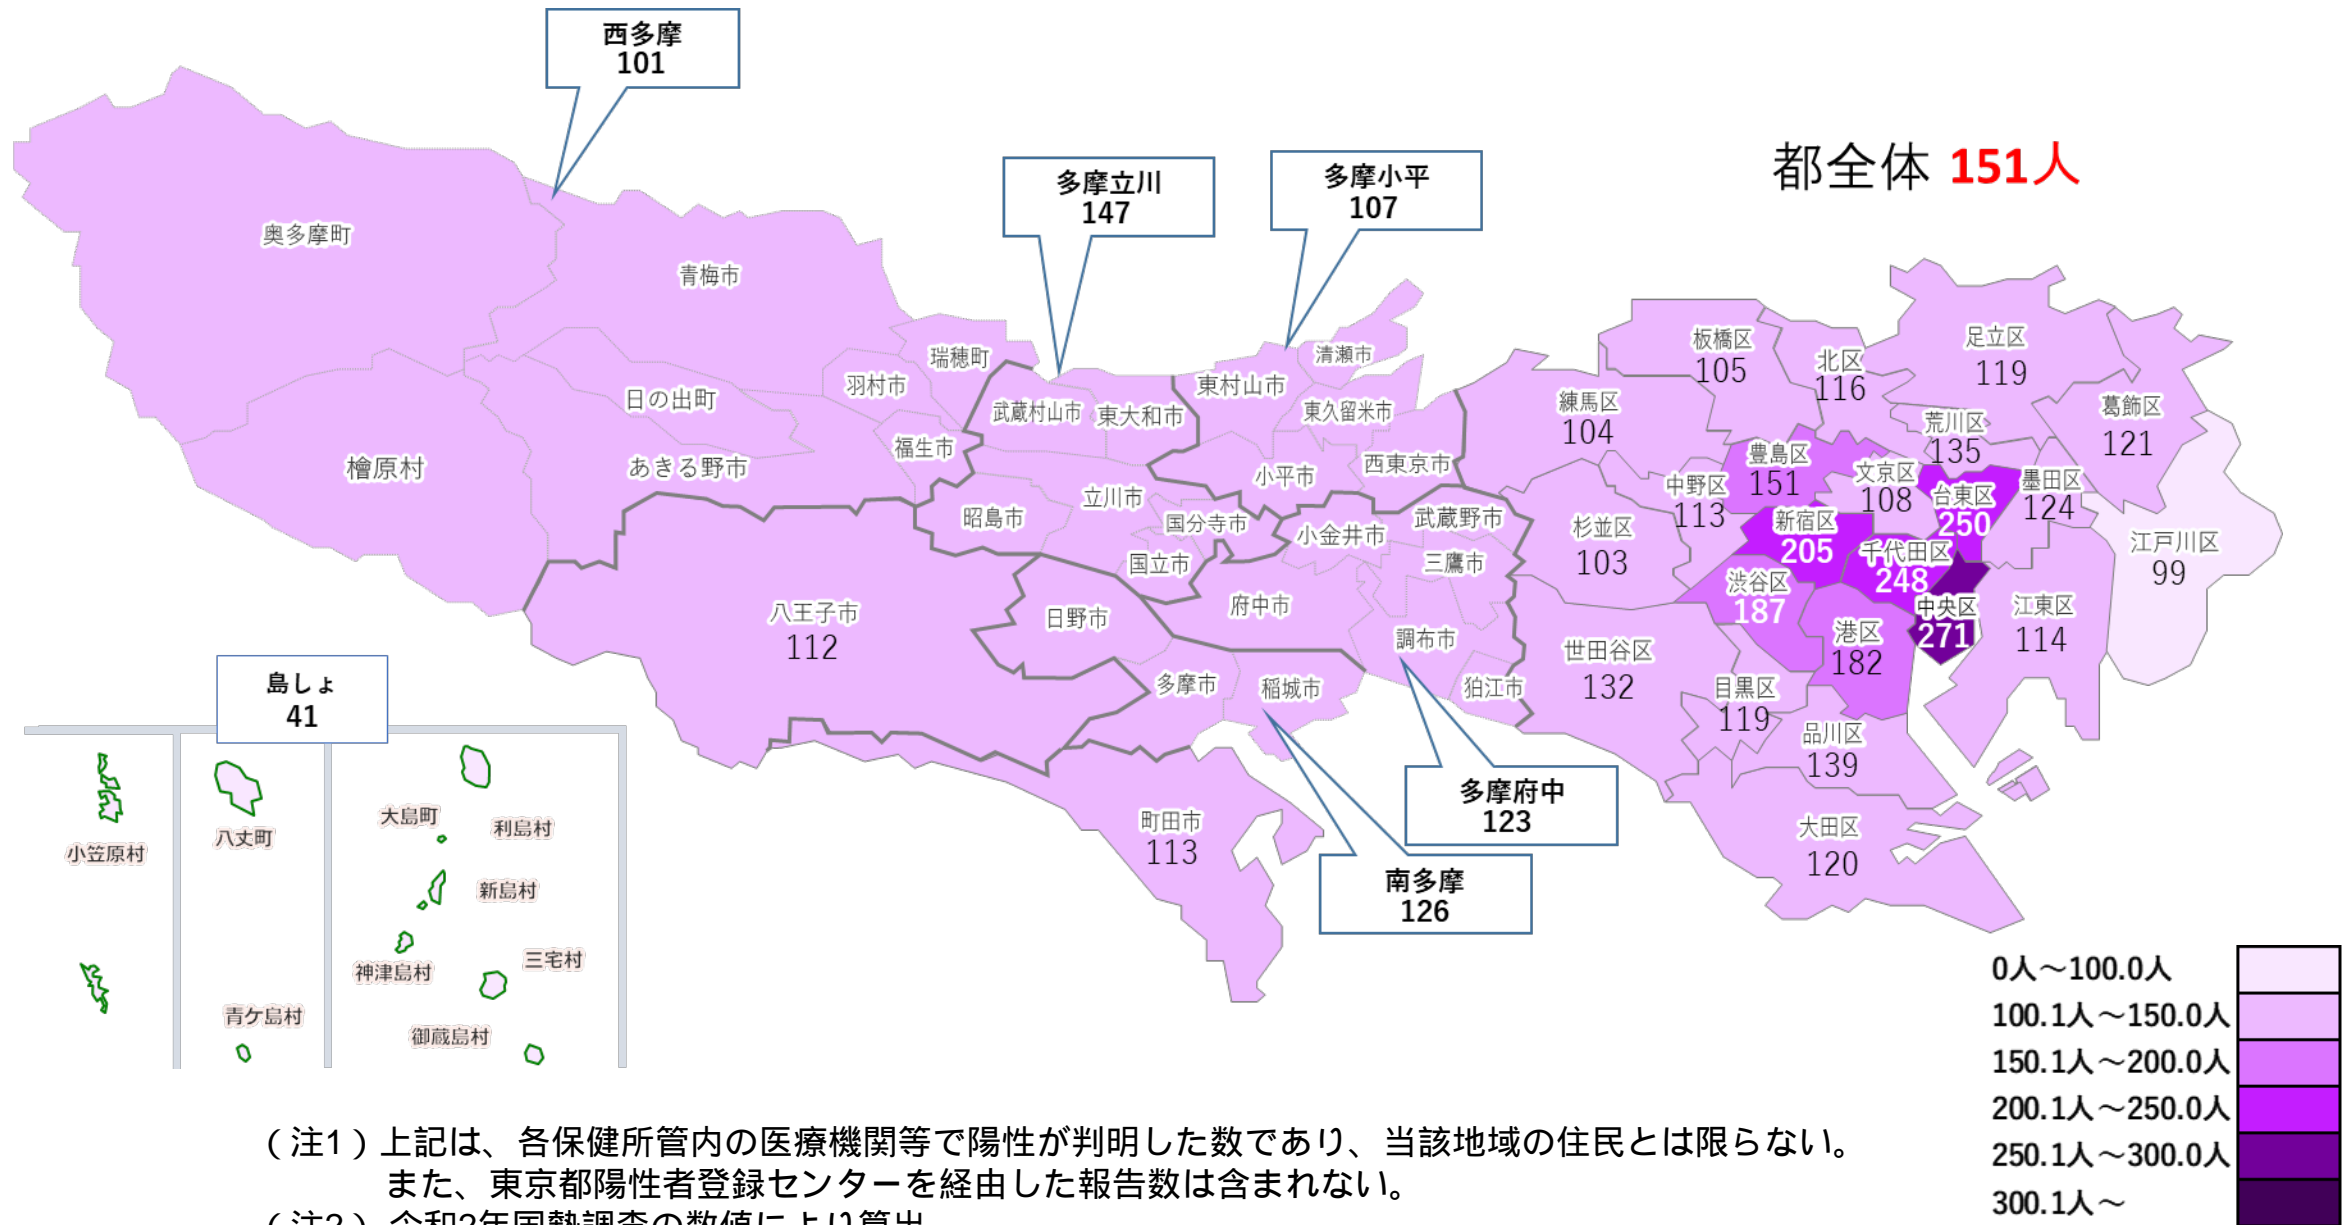 西多摩
101
多摩立川
147
多摩小平
107
都全体 151人
奥多摩町
青梅市
瑞穂町
羽村市
日の出町
福生市
あきる野市
檜原村
武蔵村山市
東大和市
東村山市
清瀬市
東久留米市
小平市
西東京市
立川市
昭島市
国分寺市
国立市
小金井市
武蔵野市
三鷹市
府中市
調布市
狛江市
八王子市
112
日野市
多摩市
稲城市
町田市
113
多摩府中
123
南多摩
126
板橋区
105
北区
116
足立区
119
練馬区
104
荒川区
135
葛飾区
121
豊島区
151
文京区
108
台東区
250
墨田区
124
中野区
113
新宿区
205
千代田区
248
杉並区
103
江戸川区
99
渋谷区
187
中央区
271
江東区
114
港区
182
世田谷区
132
目黒区
119
品川区
139
大田区
120
島しょ
41
小笠原村
八丈町
青ケ島村
大島町
利島村
新島村
神津島村
三宅村
御蔵島村
0人～100.0人
100.1人～150.0人
150.1人～200.0人
200.1人～250.0人
250.1人～300.0人
300.1人～
（注1）上記は、各保健所管内の医療機関等で陽性が判明した数であり、当該地域の住民とは限らない。
また、東京都陽性者登録センターを経由した報告数は含まれない。
（注2） 令和2年国勢調査の数値により算出